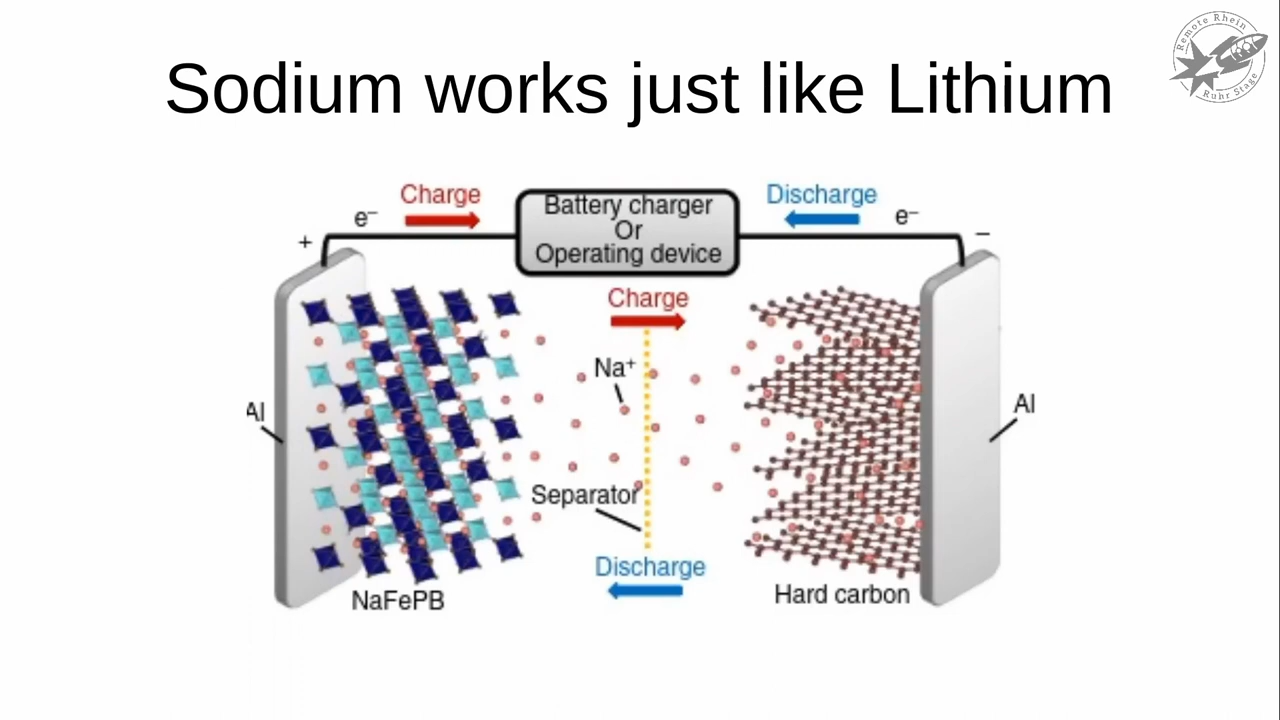 Remote Rhein
Ruhr Stage
Sodium works just like Lithium
Charge
Discharge
e⁻
Battery charger
Or
Operating device
e⁻
+
−
Charge
Na⁺
Al
Al
Separator
Discharge
NaFePB
Hard carbon